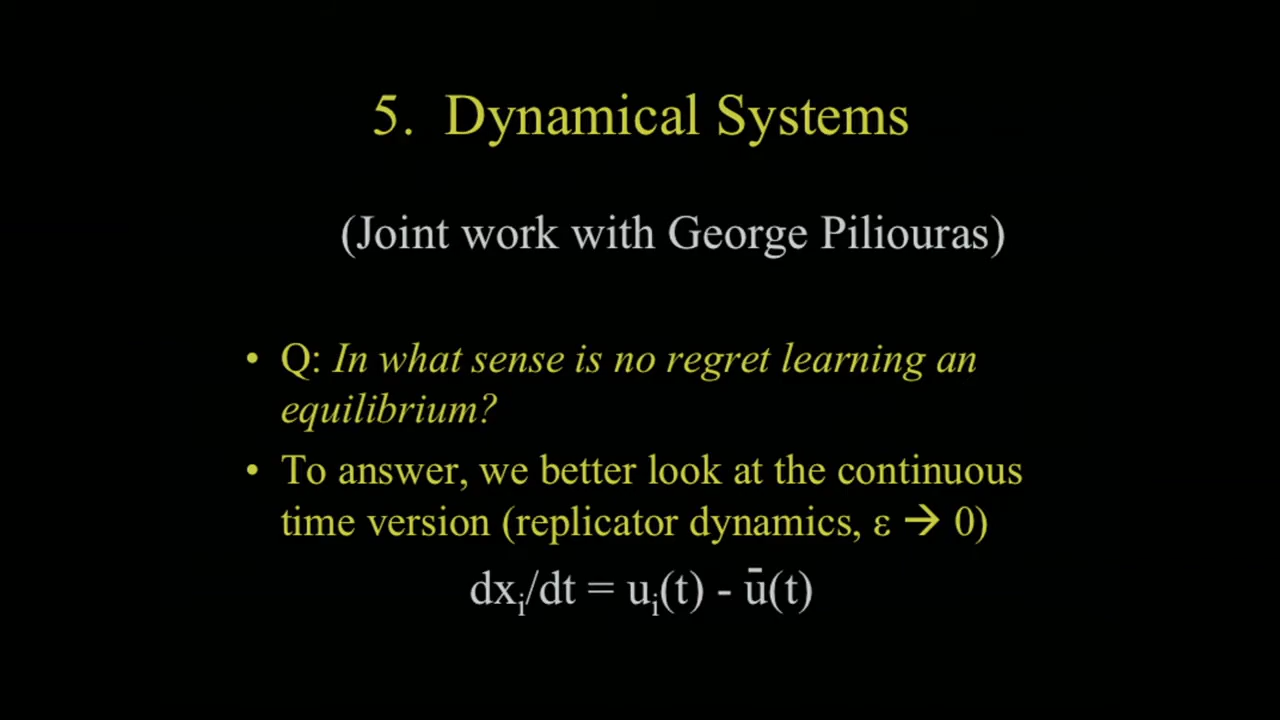 5. Dynamical Systems
(Joint work with George Piliouras)
• Q: In what sense is no regret learning an
equilibrium?
• To answer, we better look at the continuous
time version (replicator dynamics, ε → 0)
dxᵢ/dt = uᵢ(t) - ū(t)